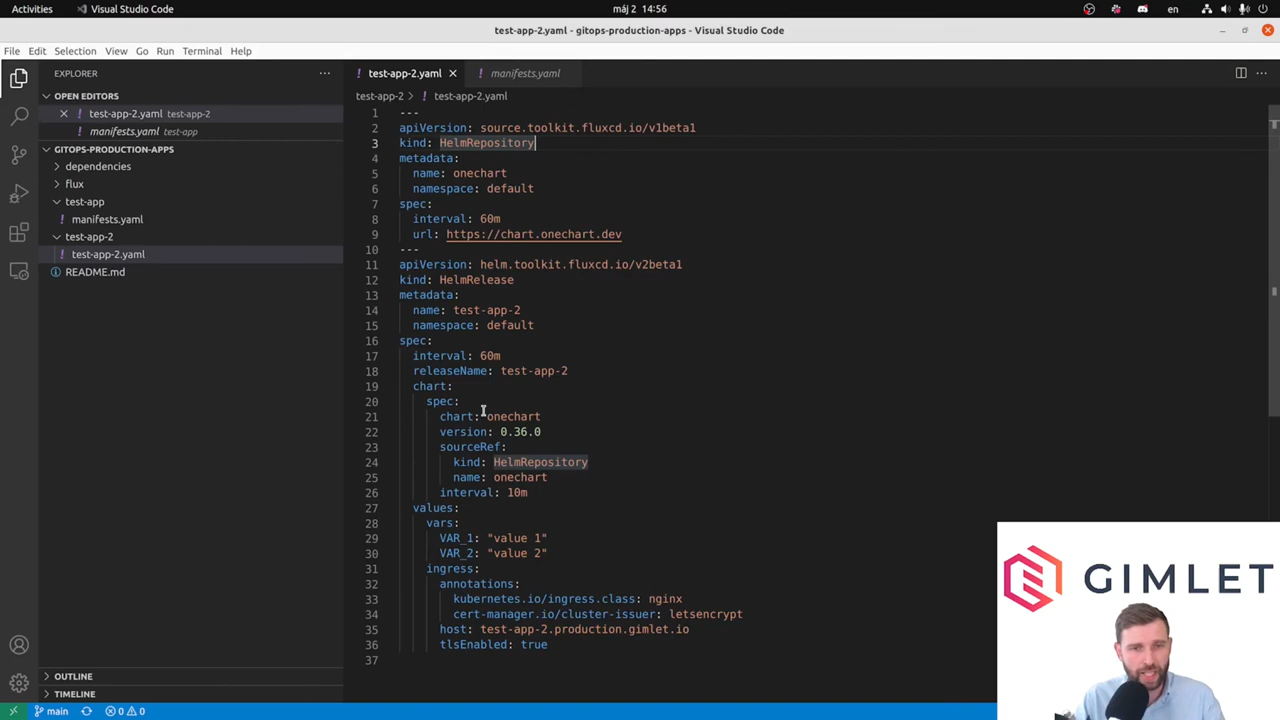 Activities
Visual Studio Code
máj 2 14:56
en
test-app-2.yaml - gitops-production-apps - Visual Studio Code
File Edit Selection View Go Run Terminal Help
EXPLORER
OPEN EDITORS
test-app-2.yaml test-app-2
manifests.yaml test-app
GITOPS-PRODUCTION-APPS
dependencies
flux
test-app
manifests.yaml
test-app-2
test-app-2.yaml
README.md
OUTLINE
TIMELINE
test-app-2.yaml
manifests.yaml
test-app-2 > test-app-2.yaml
1 ---
2 apiVersion: source.toolkit.fluxcd.io/v1beta1
3 kind: HelmRepository
4 metadata:
5 name: onechart
6 namespace: default
7 spec:
8 interval: 60m
9 url: https://chart.onechart.dev
10 ---
11 apiVersion: helm.toolkit.fluxcd.io/v2beta1
12 kind: HelmRelease
13 metadata:
14 name: test-app-2
15 namespace: default
16 spec:
17 interval: 60m
18 releaseName: test-app-2
19 chart:
20 spec:
21 chart: onechart
22 version: 0.36.0
23 sourceRef:
24 kind: HelmRepository
25 name: onechart
26 interval: 10m
27 values:
28 vars:
29 VAR_1: "value 1"
30 VAR_2: "value 2"
31 ingress:
32 annotations:
33 kubernetes.io/ingress.class: nginx
34 cert-manager.io/cluster-issuer: letsencrypt
35 host: test-app-2.production.gimlet.io
36 tlsEnabled: true
37
GIMLET
main
0 0